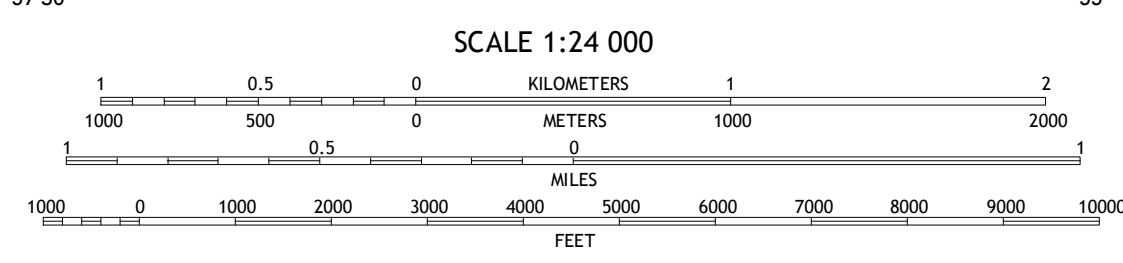 SCALE 1:24 000
1 0.5 0 KILOMETERS 1 2
1000 500 0 METERS 1000 2000
1 0.5 0 1
MILES
1000 0 1000 2000 3000 4000 5000 6000 7000 8000 9000 10000
FEET